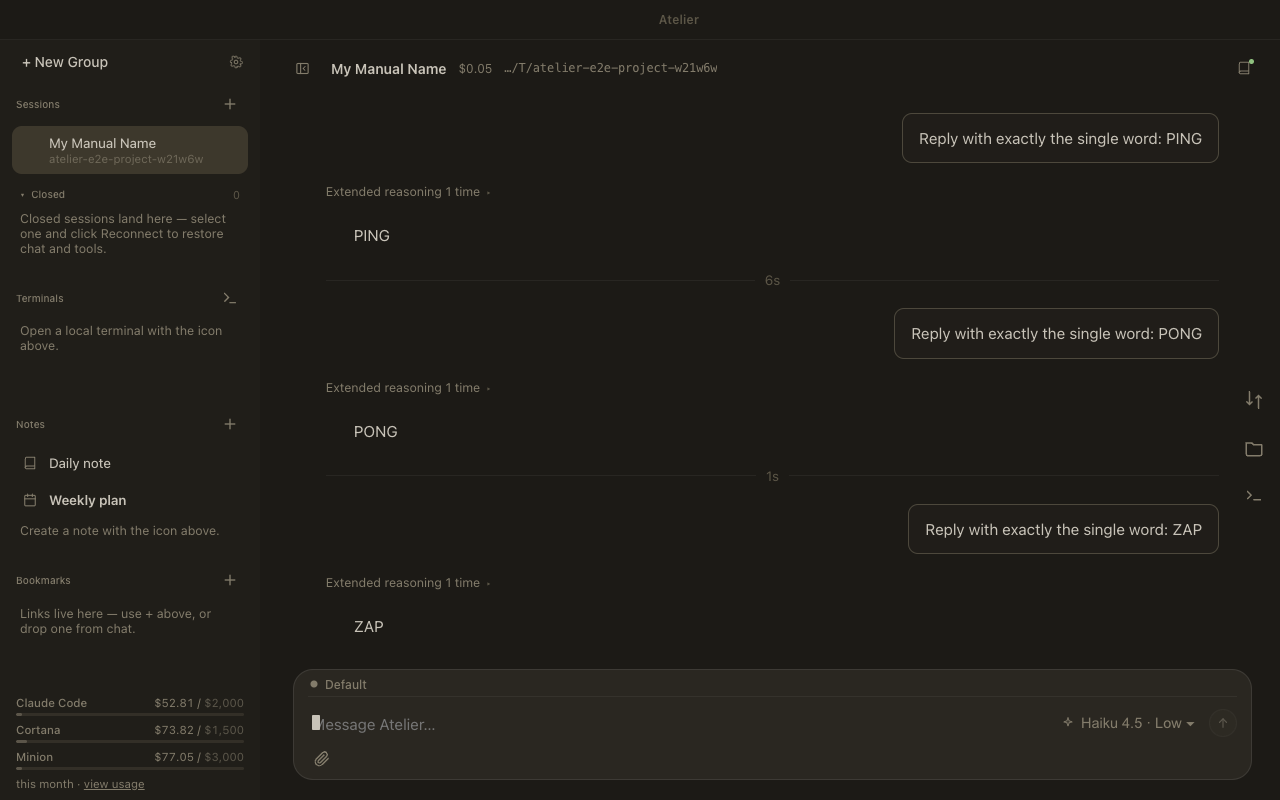 Atelier
+ New Group
Sessions
My Manual Name
atelier-e2e-project-w21w6w
Closed
0
Closed sessions land here — select
one and click Reconnect to restore
chat and tools.
Terminals
Open a local terminal with the icon
above.
Notes
Daily note
Weekly plan
Create a note with the icon above.
Bookmarks
Links live here — use + above, or
drop one from chat.
Claude Code $52.81 / $2,000
Cortana $73.82 / $1,500
Minion $77.05 / $3,000
this month · view usage
My Manual Name $0.05 …/T/atelier-e2e-project-w21w6w
Reply with exactly the single word: PING
Extended reasoning 1 time
PING
6s
Reply with exactly the single word: PONG
Extended reasoning 1 time
PONG
1s
Reply with exactly the single word: ZAP
Extended reasoning 1 time
ZAP
Default
Message Atelier...
Haiku 4.5 · Low